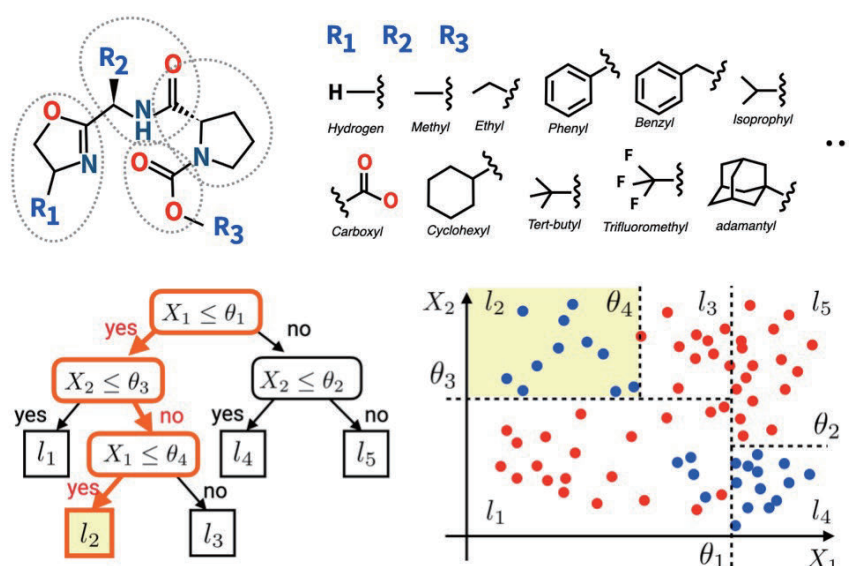 R1 R2 R3
R2
O
O
N
H
N
N
O
O
R1
R3
H
Hydrogen
Methyl
Ethyl
Phenyl
Benzyl
Isoprophyl
..
O
O
F
F
F
Carboxyl
Cyclohexyl
Tert-butyl
Trifluoromethyl
adamantyl
X₁ ≤ θ₁
yes
no
X₂ ≤ θ₃
X₂ ≤ θ₂
yes
no
yes
no
l₁
X₁ ≤ θ₄
l₄
l₅
yes
no
l₂
l₃
X₂
l₂
θ₄
l₃
l₅
θ₃
θ₂
l₁
l₄
θ₁
X₁